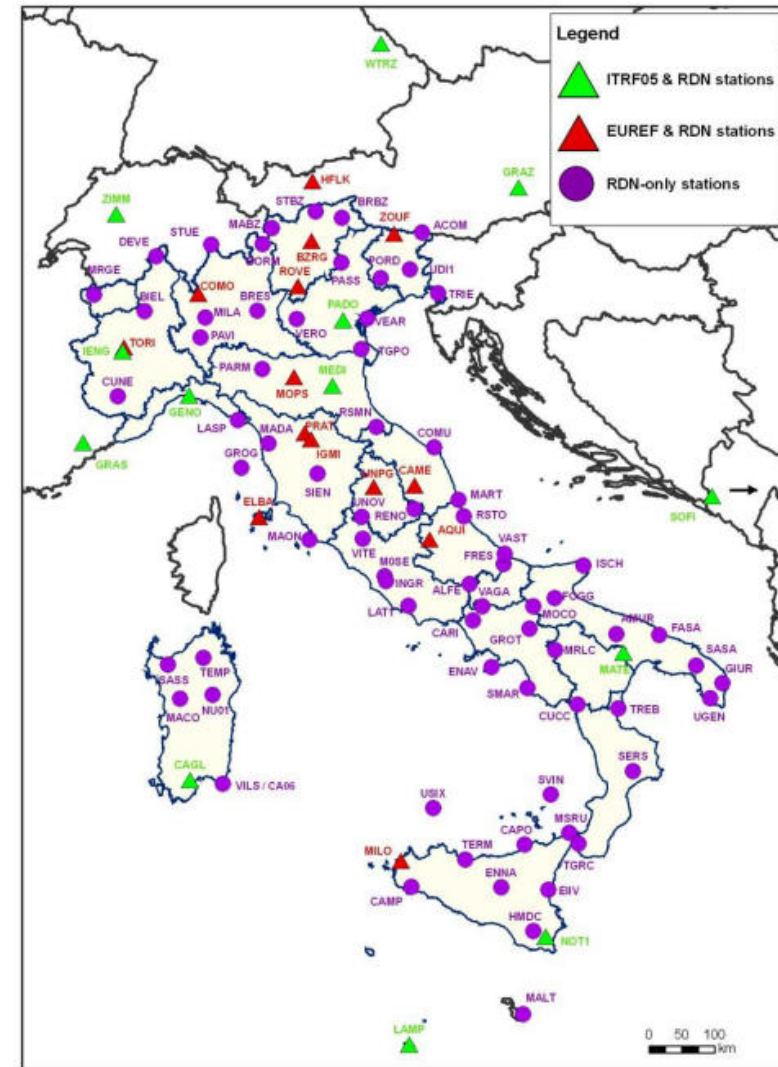 Legend
WTRZ
ITRF05 & RDN stations
EUREF & RDN stations
RDN-only stations
HFLK
GRAZ
STBZ
BRBZ
ZIMM
MABZ
ZOUF
ACOM
STUE
DEVE
BZRG
PORD
UDI1
MRGE
ROVE
PASS
COMO
TRIE
BIEL
BRES
PADO
MILA
VERO
VEAR
PAVI
TORI
IENG
TGPO
PARM
MEDI
CUNE
MOPS
GENO
RSMN
LASP
MADA
PRAT
COMU
GRAS
GROG
IGMI
SIEN
UNPG
CAME
ELBA
UNOV
RENO
MART
RSTO
SOFI
MAON
VITE
AQUI
VAST
FRES
ISCH
M0SE
INGR
ALFE
VAGA
FOGG
LAT1
MOCO
CARI
GROT
AMUR
FASA
MRLC
MATE
SASA
ENAV
GIUR
SMAR
UGEN
CUCC
TREB
SASS
TEMP
MACO
NU01
CAGL
VILS / CA06
SERS
USIX
SVIN
MSRU
CAPO
MILO
TERM
TGRC
CAMP
ENNA
EIIV
HMDC
NOT1
MALT
LAMP
0 50 100
km